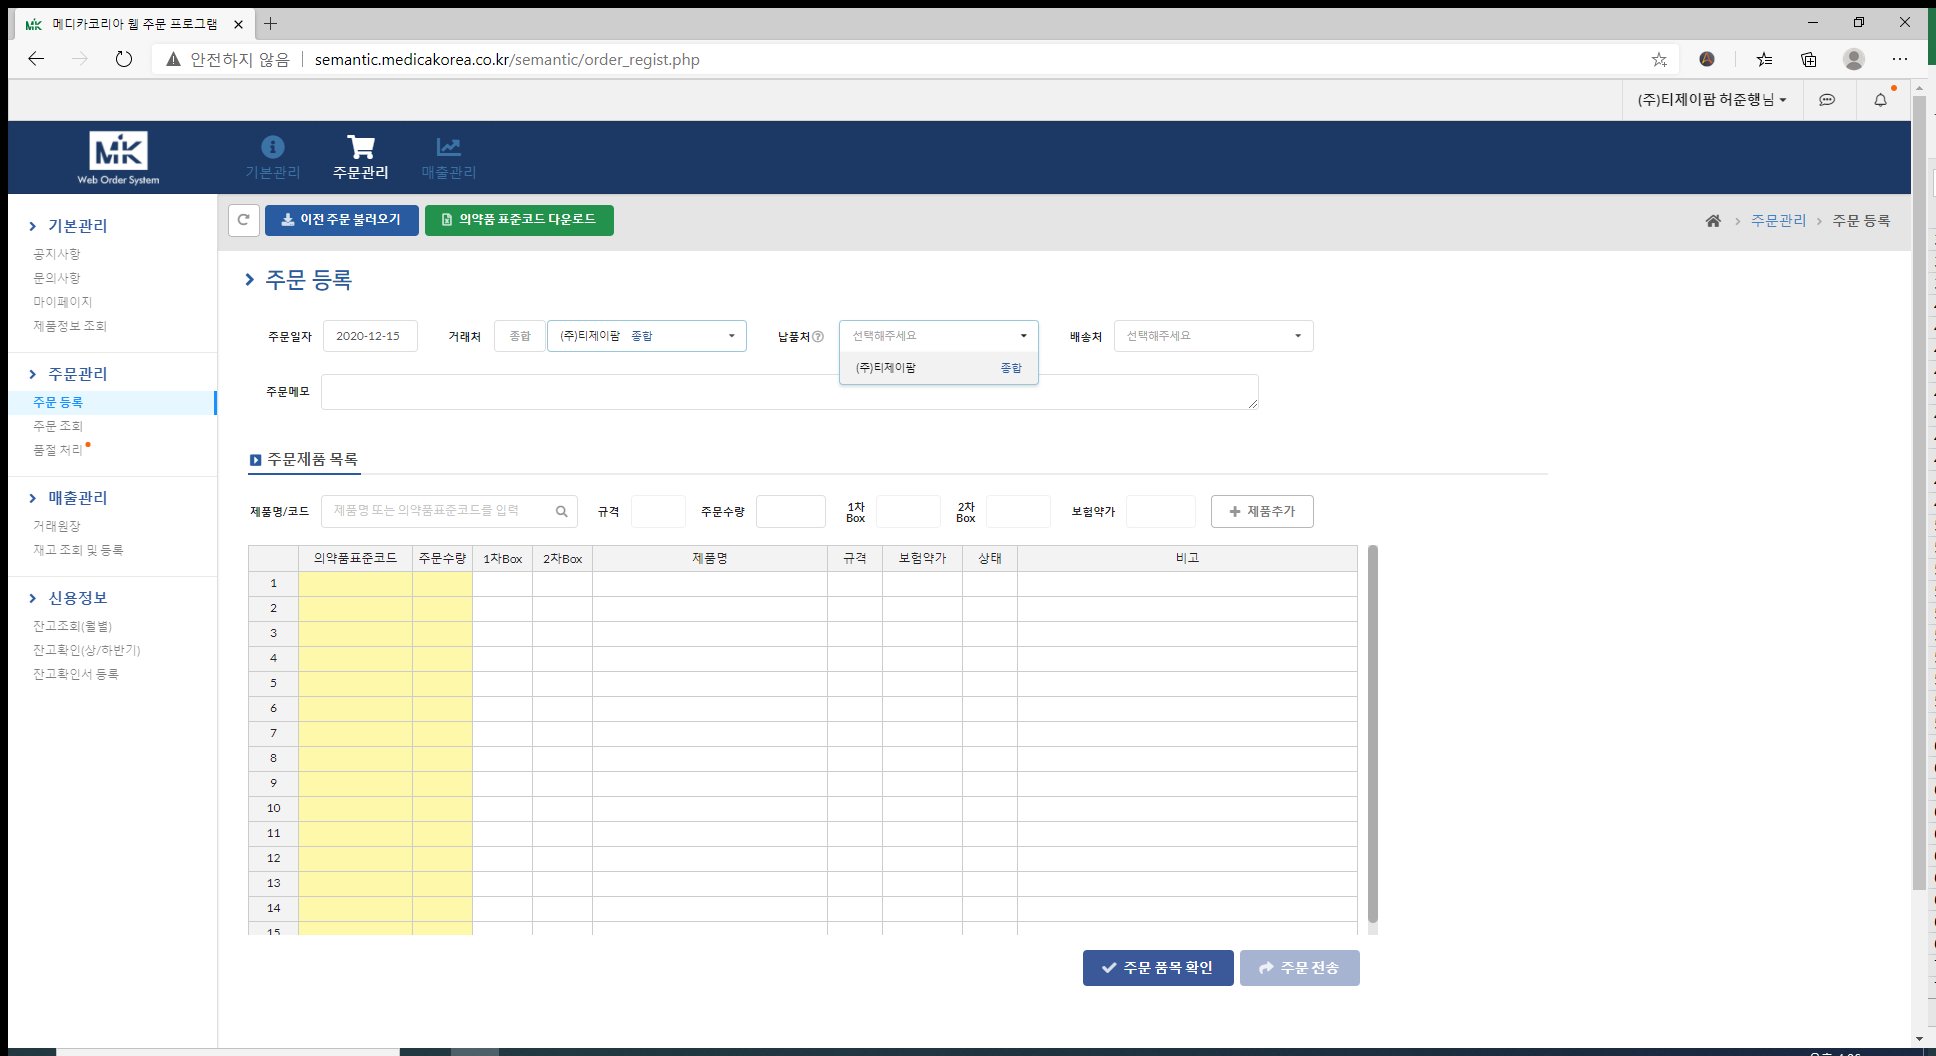 메디카코리아 웹 주문 프로그램
안전하지 않음
semantic.medicakorea.co.kr/semantic/order_regist.php
(주)티제이팜 허준행님
MK
Web Order System
기본관리
주문관리
매출관리
이전 주문 불러오기
의약품 표준코드 다운로드
주문관리
주문 등록
기본관리
공지사항
문의사항
마이페이지
제품정보 조회
주문관리
주문 등록
주문 조회
품절 처리
매출관리
거래원장
재고 조회 및 등록
신용정보
잔고조회(월별)
잔고확인(상/하반기)
잔고확인서 등록
주문 등록
주문일자 2020-12-15 거래처 종합 (주)티제이팜 종합 납품처 선택해주세요 배송처 선택해주세요
(주)티제이팜 종합
주문메모
주문제품 목록
제품명/코드 제품명 또는 의약품표준코드를 입력 규격 주문수량 1차 Box 2차 Box 보험약가 제품추가
의약품표준코드 주문수량 1차Box 2차Box 제품명 규격 보험약가 상태 비고
1
2
3
4
5
6
7
8
9
10
11
12
13
14
15
주문 품목 확인
주문 전송